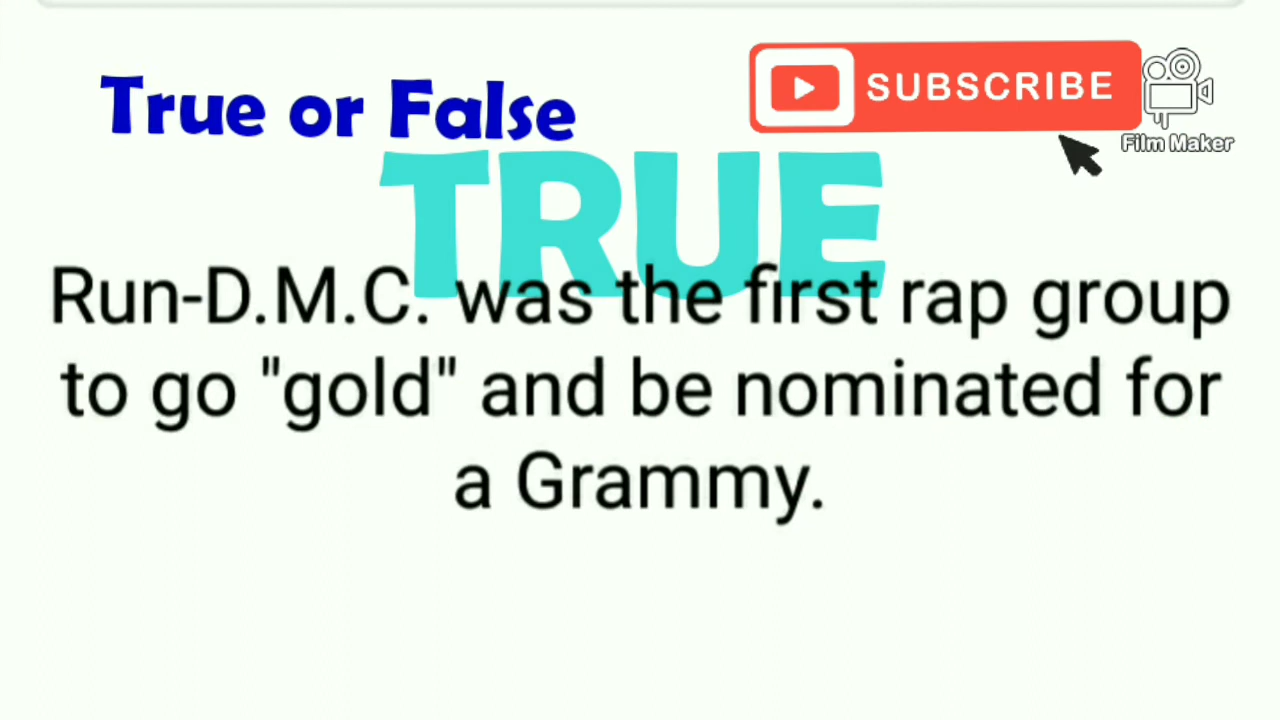 True or False
SUBSCRIBE
Film Maker
TRUE
Run-D.M.C. was the first rap group
to go "gold" and be nominated for
a Grammy.